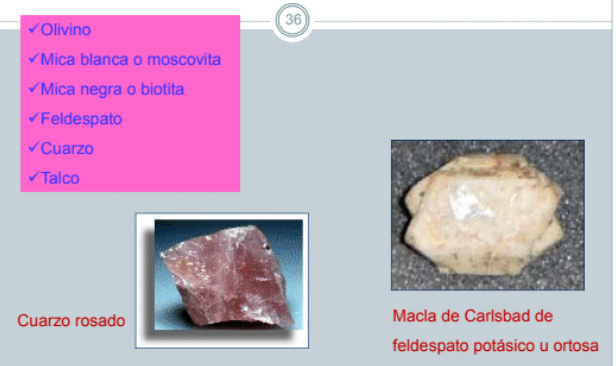 36
✓Olivino
✓Mica blanca o moscovita
✓Mica negra o biotita
✓Feldespato
✓Cuarzo
✓Talco
Cuarzo rosado
Macla de Carlsbad de
feldespato potásico u ortosa